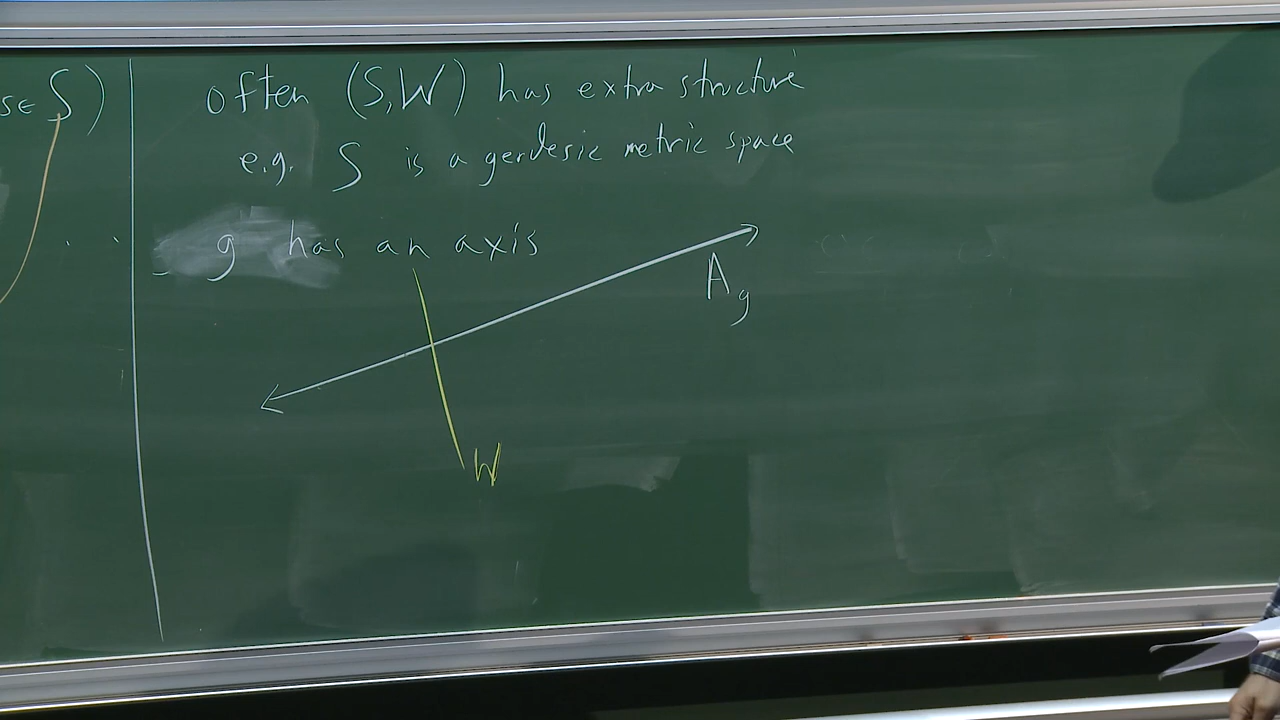 s∈S)
often (S,W) has extra structure
e.g. S is a geodesic metric space
g has an axis
A_g
W